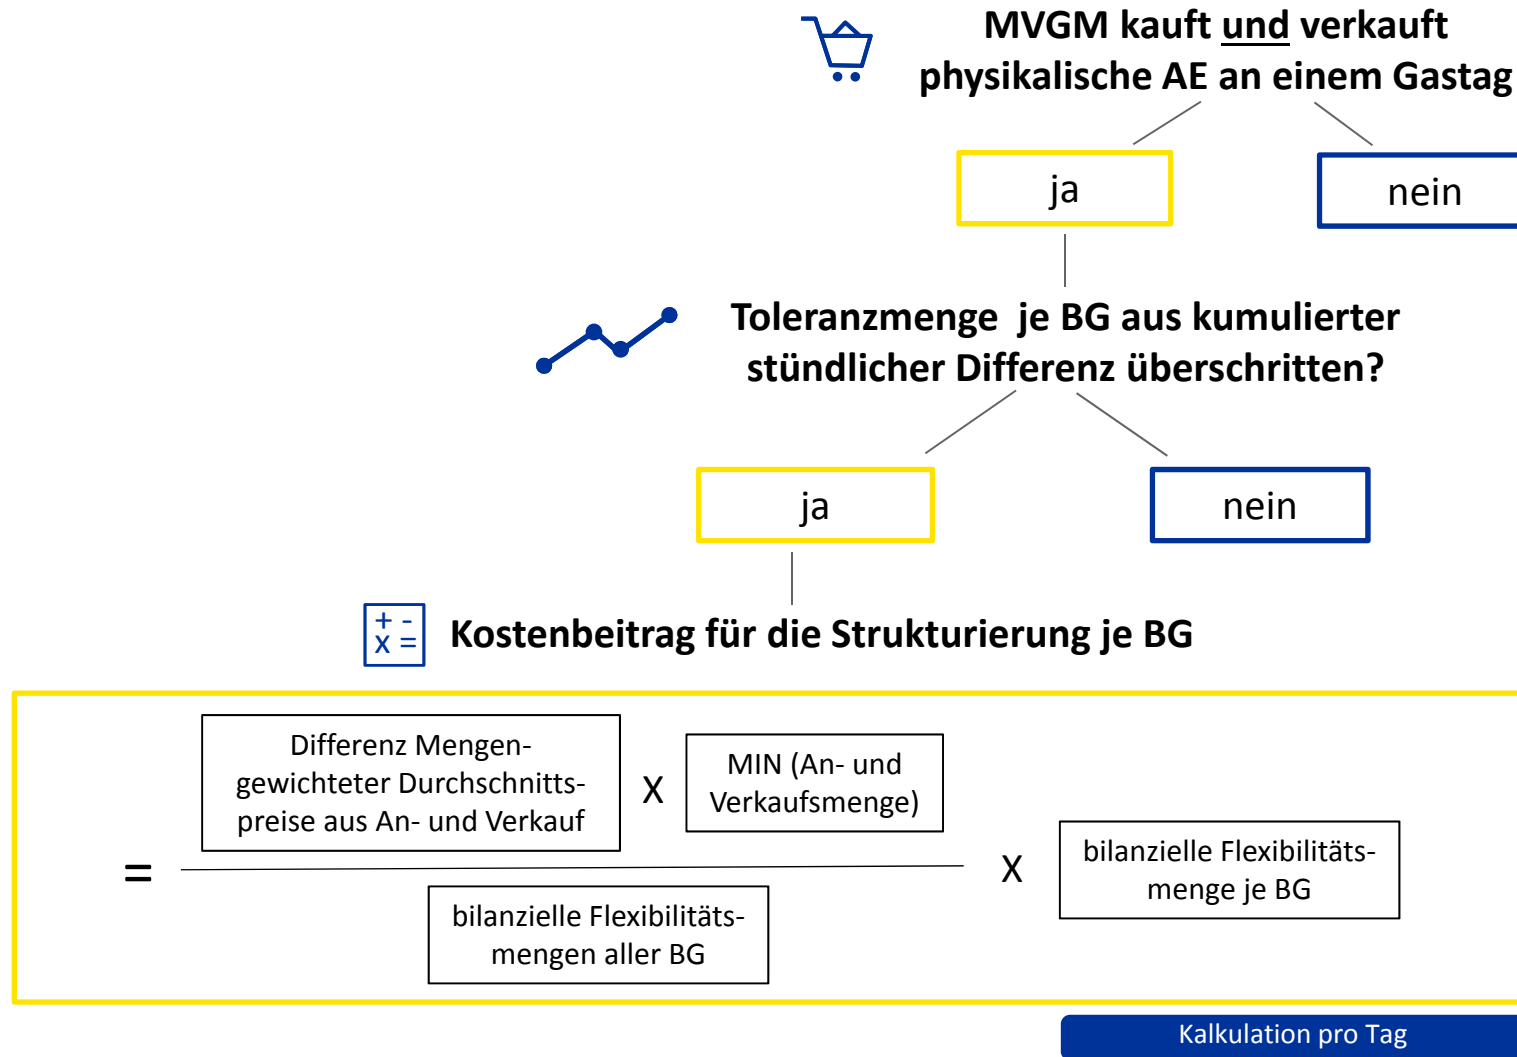 MVGM kauft und verkauft
physikalische AE an einem Gastag
ja
nein
Toleranzmenge je BG aus kumulierter
stündlicher Differenz überschritten?
ja
nein
+ -
x =
Kostenbeitrag für die Strukturierung je BG
Differenz Mengen-
gewichteter Durchschnitts-
preise aus An- und Verkauf
X
MIN (An- und
Verkaufsmenge)
=
bilanzielle Flexibilitäts-
mengen aller BG
X
bilanzielle Flexibilitäts-
menge je BG
Kalkulation pro Tag